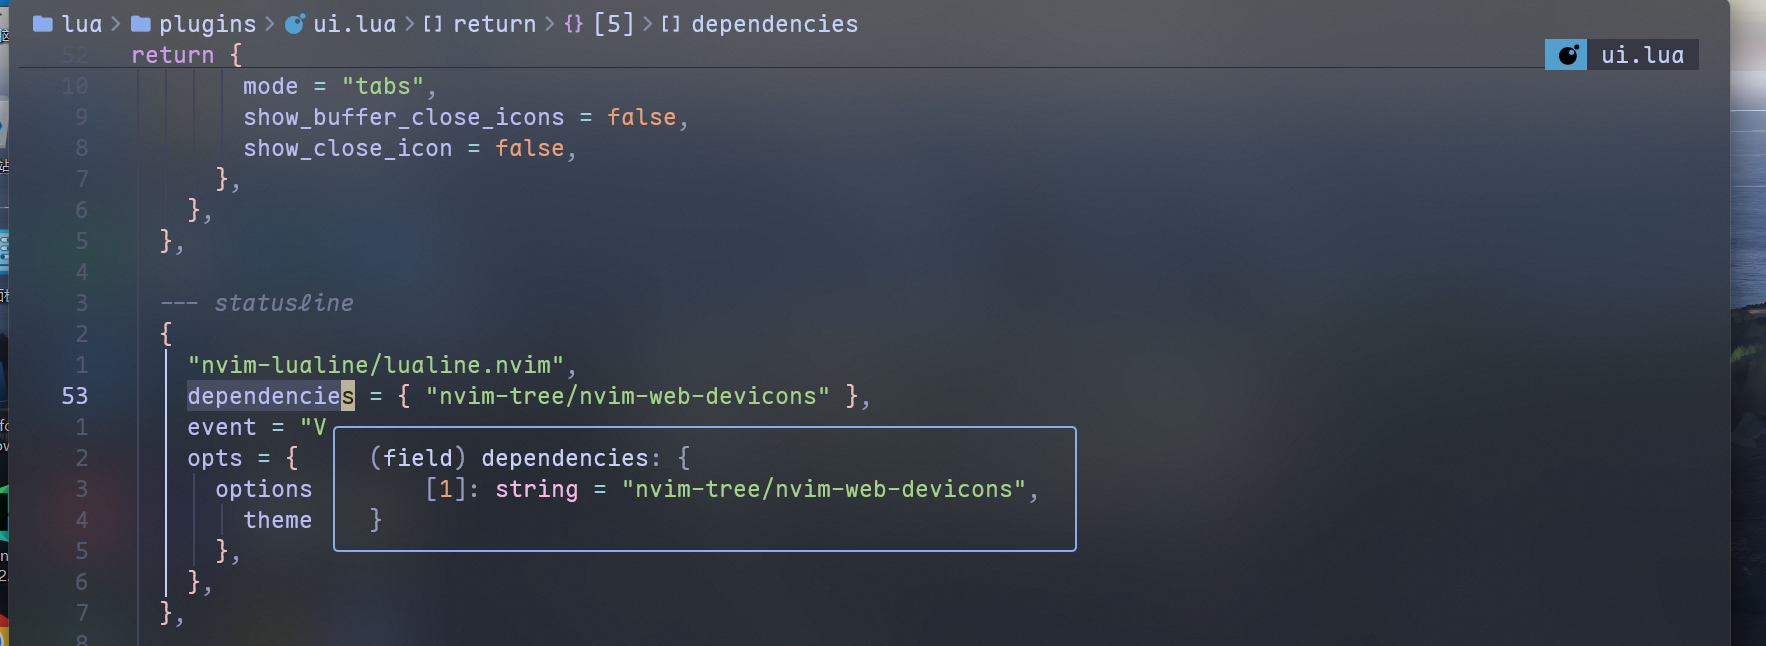 lua > plugins > ui.lua > [] return > {} [5] > [] dependencies
52 return {
ui.lua
10 mode = "tabs",
9 show_buffer_close_icons = false,
8 show_close_icon = false,
7 },
6 },
5 },
4
3 --- statusline
2 {
1 "nvim-lualine/lualine.nvim",
53 dependencies = { "nvim-tree/nvim-web-devicons" },
1 event = "V
2 opts = {
(field) dependencies: {
3 options
[1]: string = "nvim-tree/nvim-web-devicons",
4 theme
}
5 },
6 },
7 },
8